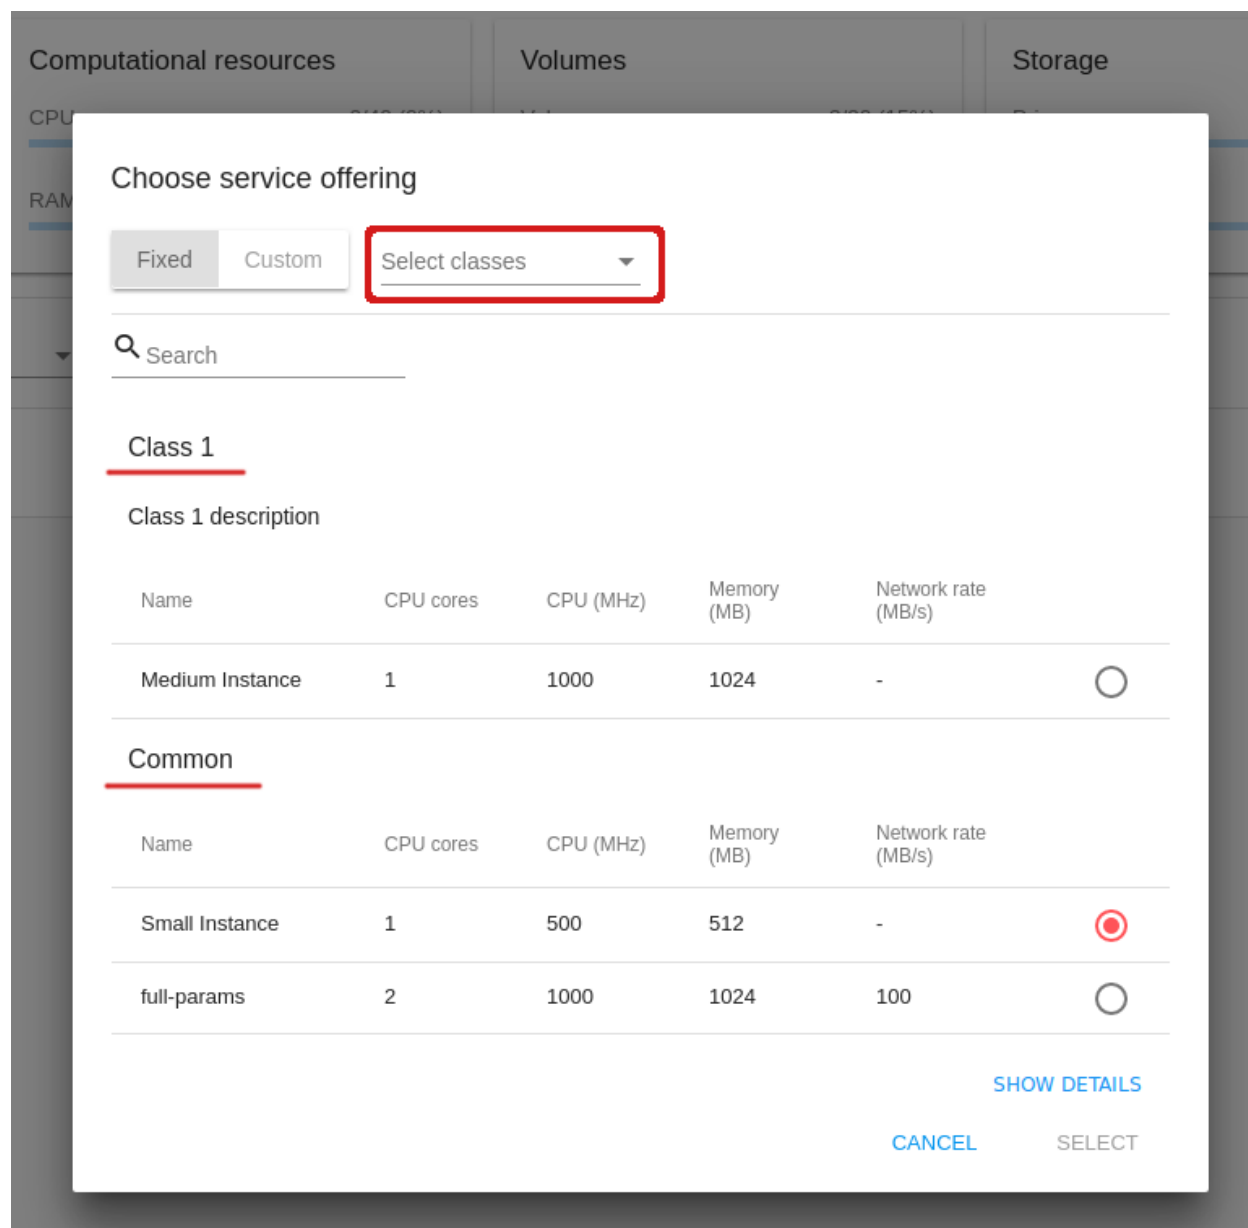 Computational resources Volumes Storage
CPU
RAM
Choose service offering
Fixed Custom Select classes
Search
Class 1
Class 1 description
Name CPU cores CPU (MHz) Memory (MB) Network rate (MB/s)
Medium Instance 1 1000 1024 -
Common
Name CPU cores CPU (MHz) Memory (MB) Network rate (MB/s)
Small Instance 1 500 512 -
full-params 2 1000 1024 100
SHOW DETAILS
CANCEL SELECT